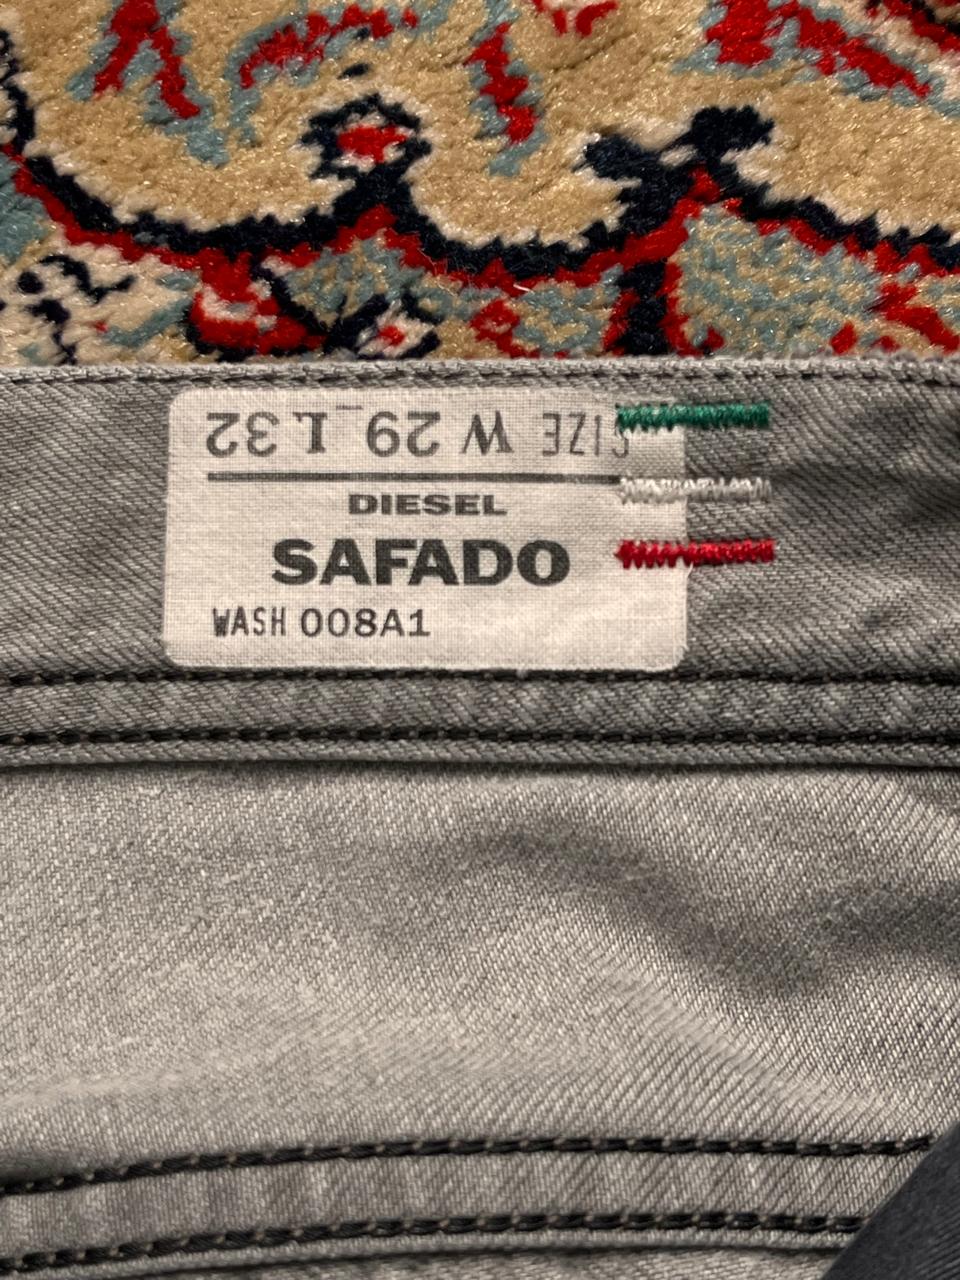 SIZE W 29 L 32
DIESEL
SAFADO
WASH 008A1